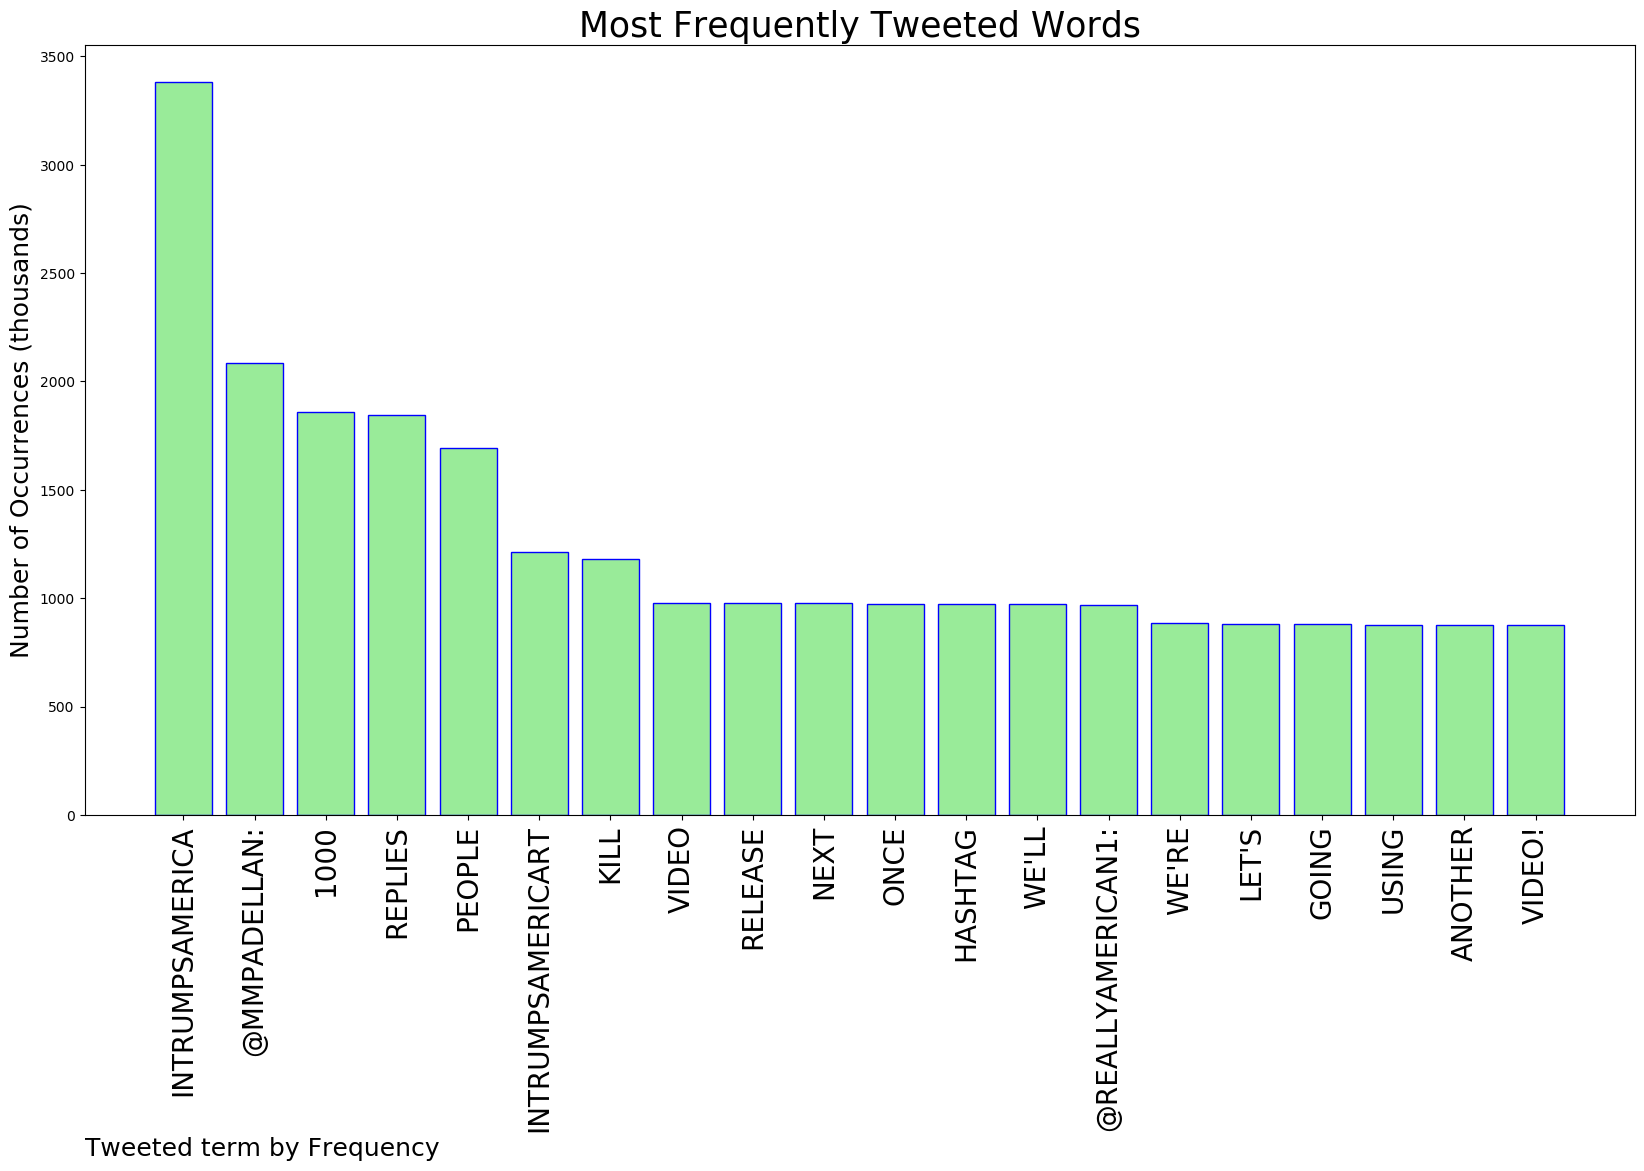 Most Frequently Tweeted Words
Number of Occurrences (thousands)
3500
3000
2500
2000
1500
1000
500
0
INTRUMPSAMERICA
@MMPADELLAN:
1000
REPLIES
PEOPLE
INTRUMPSAMERICART
KILL
VIDEO
RELEASE
NEXT
ONCE
HASHTAG
WE'LL
@REALLYAMERICAN1:
WE'RE
LET'S
GOING
USING
ANOTHER
VIDEO!
Tweeted term by Frequency